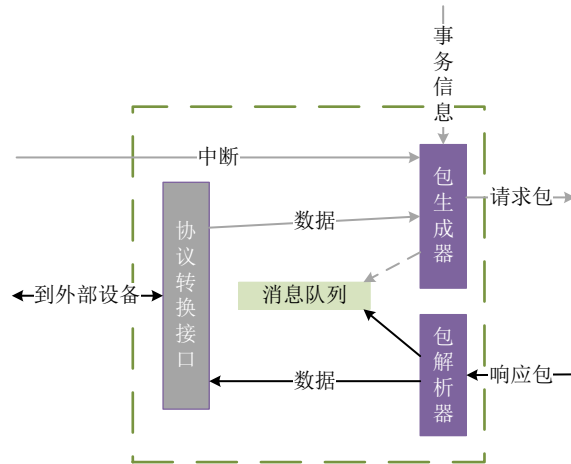 事务信息
中断
包生成器
请求包
数据
协议转换接口
消息队列
到外部设备
包解析器
数据
响应包